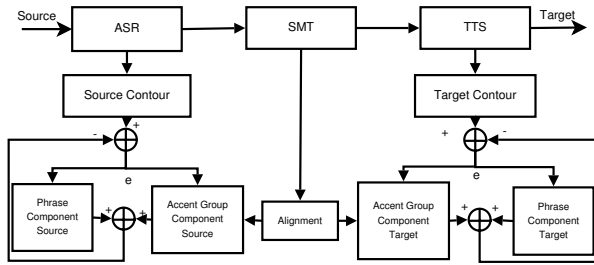 Source
ASR
SMT
TTS
Target
Source Contour
Target Contour
- +
+ -
e
e
Phrase
Component
Source
+ +
Accent Group
Component
Source
Alignment
Accent Group
Component
Target
+ +
Phrase
Component
Target